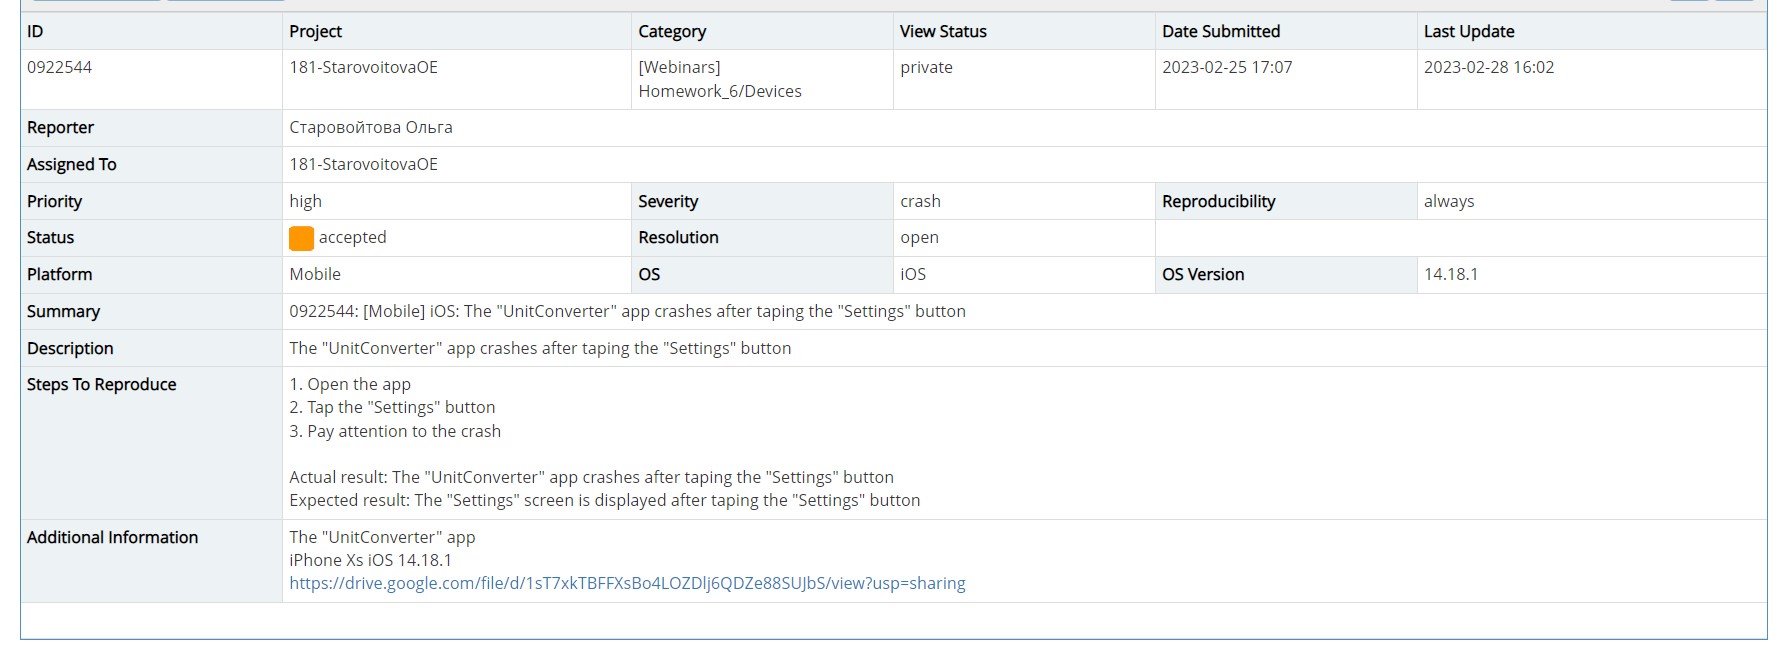 ID Project Category View Status Date Submitted Last Update
0922544 181-StarovoitovaOE [Webinars] private 2023-02-25 17:07 2023-02-28 16:02
Homework_6/Devices
Reporter Старовойтова Ольга
Assigned To 181-StarovoitovaOE
Priority high Severity crash Reproducibility always
Status accepted Resolution open
Platform Mobile OS iOS OS Version 14.18.1
Summary 0922544: [Mobile] iOS: The "UnitConverter" app crashes after taping the "Settings" button
Description The "UnitConverter" app crashes after taping the "Settings" button
Steps To Reproduce 1. Open the app
2. Tap the "Settings" button
3. Pay attention to the crash
Actual result: The "UnitConverter" app crashes after taping the "Settings" button
Expected result: The "Settings" screen is displayed after taping the "Settings" button
Additional Information The "UnitConverter" app
iPhone Xs iOS 14.18.1
https://drive.google.com/file/d/1sT7xkTBFFXsBo4LOZDlj6QDZe88SUJbS/view?usp=sharing